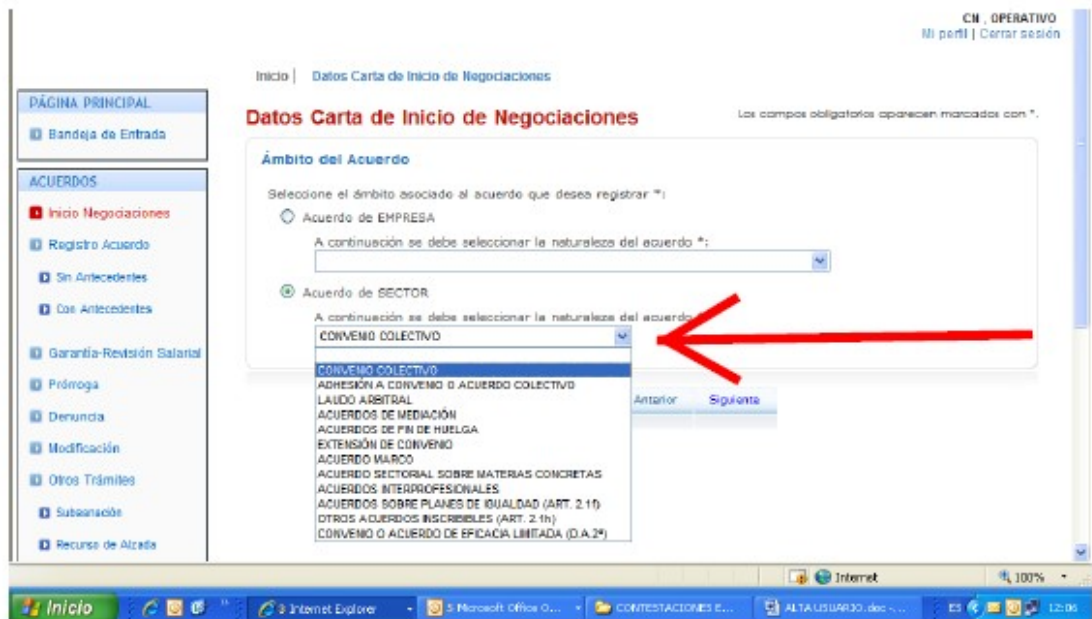 CN , OPERATIVO
Mi perfil | Cerrar sesión
Inicio | Datos Carta de Inicio de Negociaciones
PÁGINA PRINCIPAL
Bandeja de Entrada
ACUERDOS
Inicio Negociaciones
Registro Acuerdo
Sin Antecedentes
Con Antecedentes
Garantía-Revisión Salarial
Prórroga
Denuncia
Modificación
Otros Trámites
Subsanación
Recurso de Alzada
Datos Carta de Inicio de Negociaciones
Los campos obligatorios aparecen marcados con *.
Ámbito del Acuerdo
Seleccione el ámbito asociado al acuerdo que desea registrar *:
Acuerdo de EMPRESA
A continuación se debe seleccionar la naturaleza del acuerdo *:
Acuerdo de SECTOR
A continuación se debe seleccionar la naturaleza del acuerdo
CONVENIO COLECTIVO
CONVENIO COLECTIVO
ADHESIÓN A CONVENIO O ACUERDO COLECTIVO
LAUDO ARBITRAL
ACUERDOS DE MEDIACIÓN
ACUERDOS DE FIN DE HUELGA
EXTENSIÓN DE CONVENIO
ACUERDO MARCO
ACUERDO SECTORIAL SOBRE MATERIAS CONCRETAS
ACUERDOS INTERPROFESIONALES
ACUERDOS SOBRE PLANES DE IGUALDAD (ART. 2.1f)
OTROS ACUERDOS INSCRIBIBLES (ART. 2.1h)
CONVENIO O ACUERDO DE EFICACIA LIMITADA (D.A.2ª)
Anterior Siguiente
Internet 100%
Inicio 3 Internet Explorer 5 Microsoft Office O... CONTESTACIONES E... ALTA USUARIO.doc -... ES 12:06